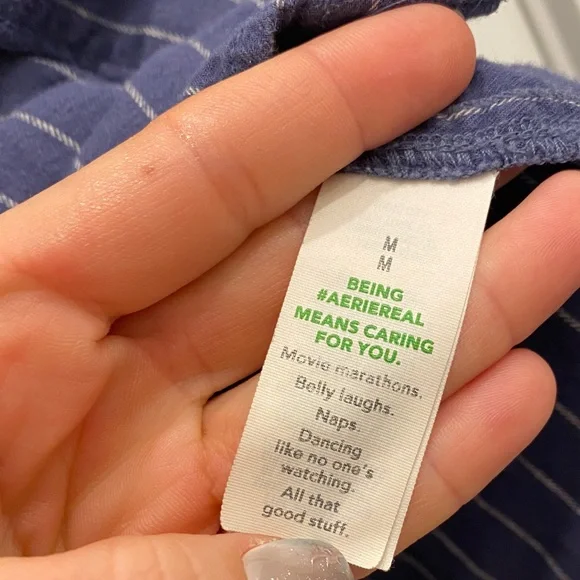 M
M
BEING
#AERIEREAL
MEANS CARING
FOR YOU.
Movie marathons.
Belly laughs.
Naps.
Dancing
like no one's
watching.
All that
good stuff.